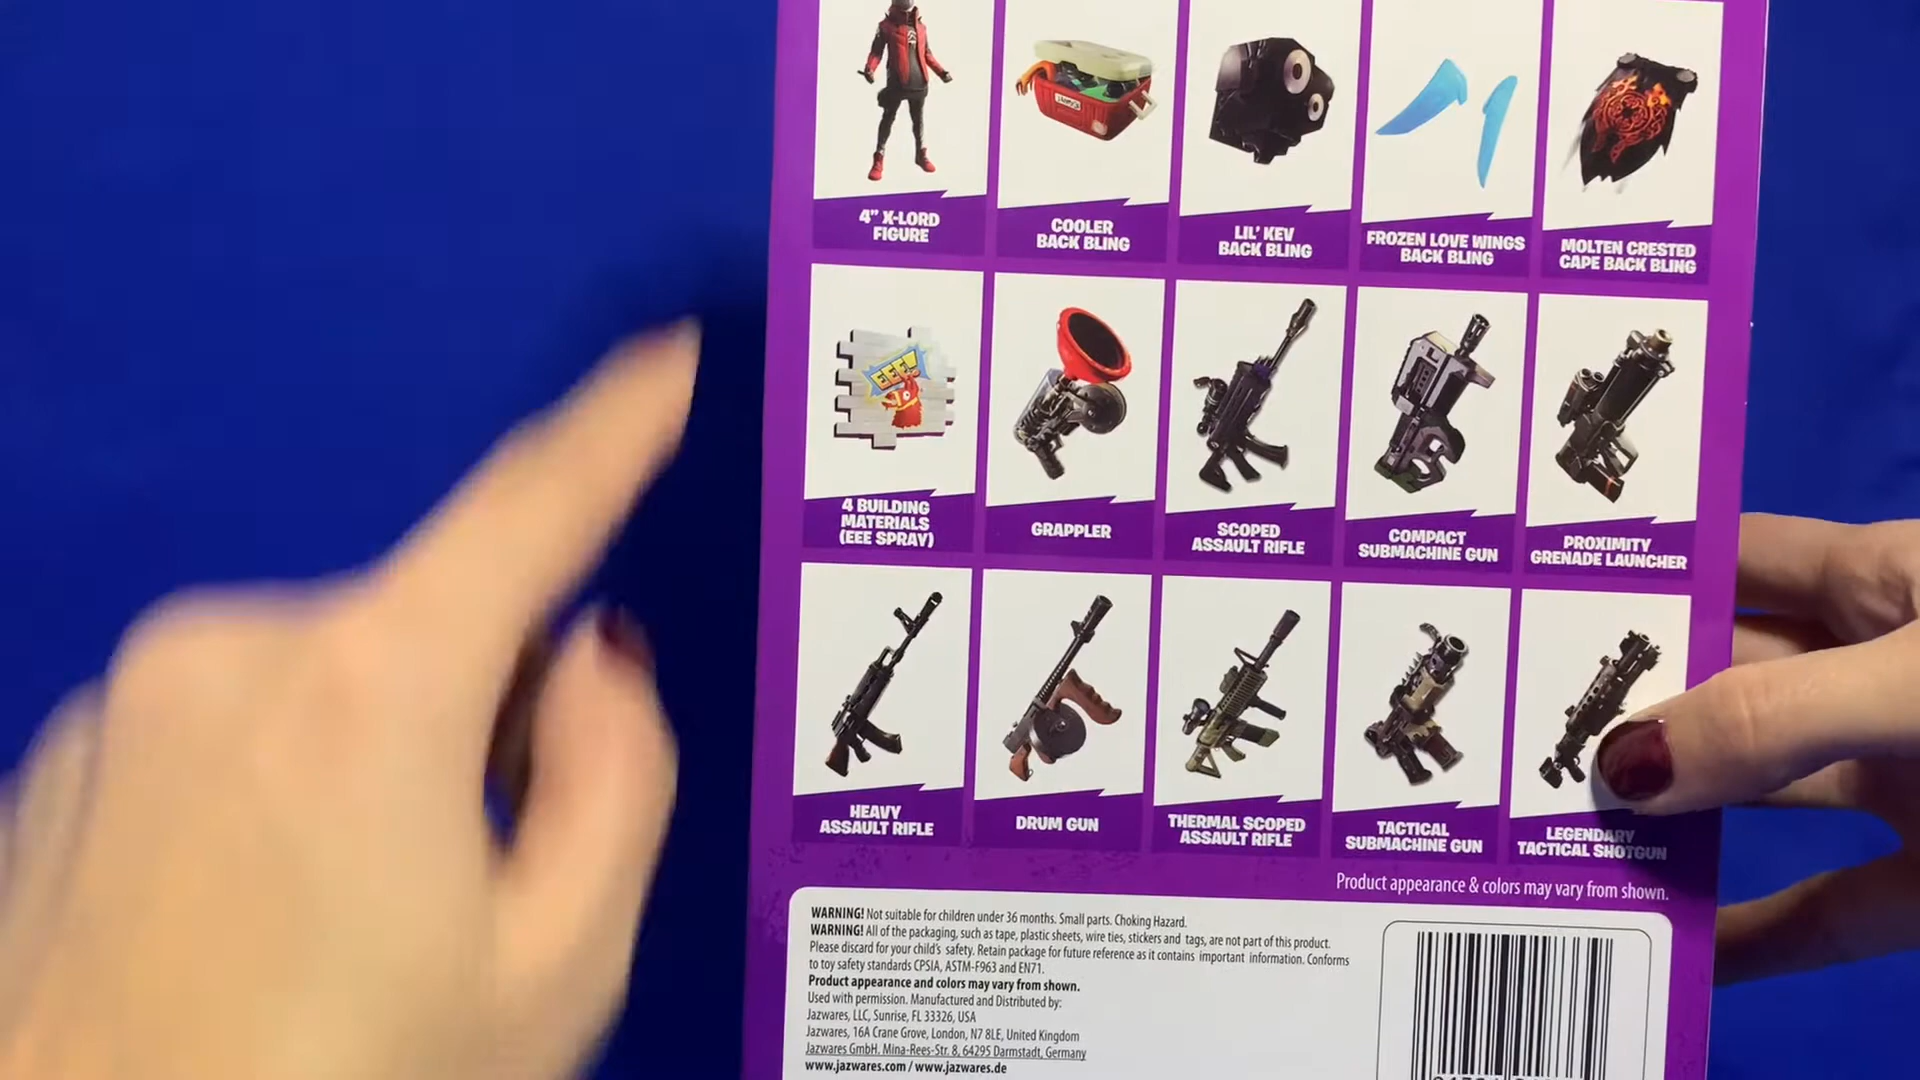 4” X-LORD
FIGURE
COOLER
BACK BLING
LIL’ KEV
BACK BLING
FROZEN LOVE WINGS
BACK BLING
MOLTEN CRESTED
CAPE BACK BLING
EEE!
4 BUILDING
MATERIALS
(EEE SPRAY)
GRAPPLER
SCOPED
ASSAULT RIFLE
COMPACT
SUBMACHINE GUN
PROXIMITY
GRENADE LAUNCHER
HEAVY
ASSAULT RIFLE
DRUM GUN
THERMAL SCOPED
ASSAULT RIFLE
TACTICAL
SUBMACHINE GUN
LEGENDARY
TACTICAL SHOTGUN
Product appearance & colors may vary from shown.
WARNING! Not suitable for children under 36 months. Small parts. Choking Hazard.
WARNING! All of the packaging, such as tape, plastic sheets, wire ties, stickers and tags, are not part of this product.
Please discard for your child’s safety. Retain package for future reference as it contains important information. Conforms
to toy safety standards CPSIA, ASTM-F963 and EN71.
Product appearance and colors may vary from shown.
Used with permission. Manufactured and Distributed by:
Jazwares, LLC, Sunrise, FL 33326, USA
Jazwares, 16A Crane Grove, London, N7 8LE, United Kingdom
Jazwares GmbH. Mina-Rees-Str. 8, 64295 Darmstadt, Germany
www.jazwares.com / www.jazwares.de